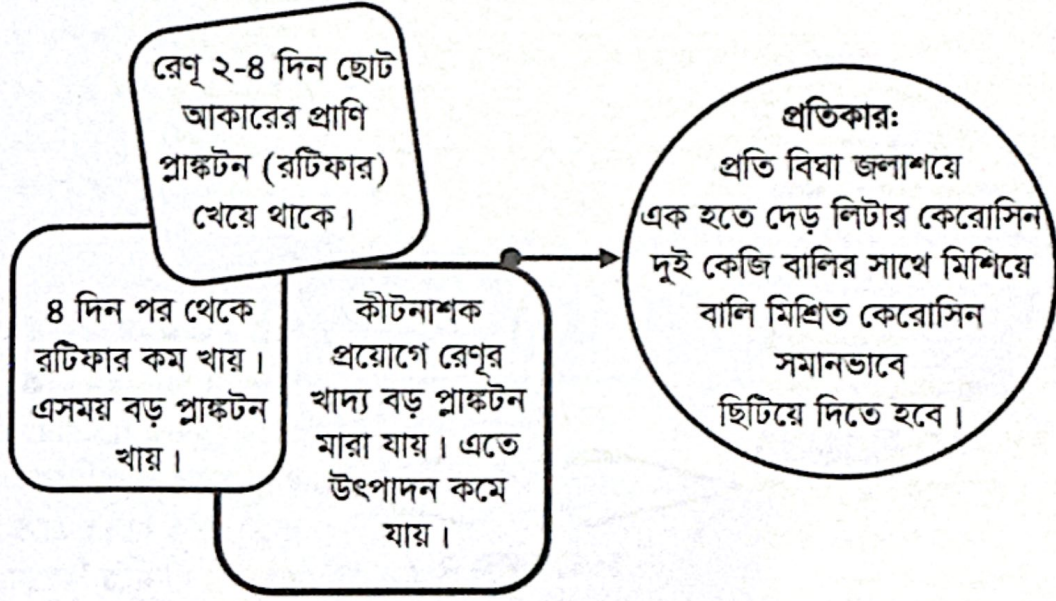 রেণূ ২-৪ দিন ছোট
আকারের প্রাণি
প্লাঙ্কটন (রটিফার)
খেয়ে থাকে।
৪ দিন পর থেকে
রটিফার কম খায়।
এসময় বড় প্লাঙ্কটন
খায়।
কীটনাশক
প্রয়োগে রেণূর
খাদ্য বড় প্লাঙ্কটন
মারা যায়। এতে
উৎপাদন কমে
যায়।
প্রতিকার:
প্রতি বিঘা জলাশয়ে
এক হতে দেড় লিটার কেরোসিন
দুই কেজি বালির সাথে মিশিয়ে
বালি মিশ্রিত কেরোসিন
সমানভাবে
ছিটিয়ে দিতে হবে।